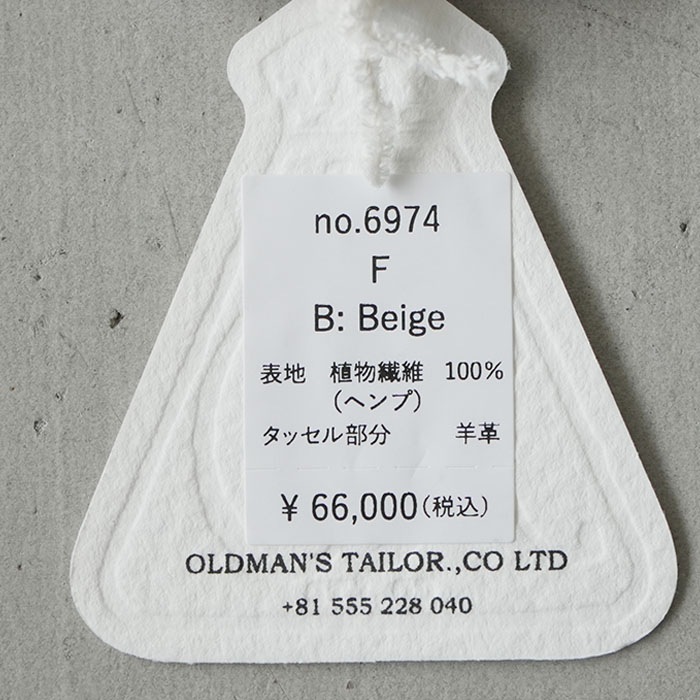 no.6974
F
B: Beige
表地 植物繊維 100%
(ヘンプ)
タッセル部分 羊革
¥ 66,000(税込)
OLDMAN'S TAILOR.,CO LTD
+81 555 228 040